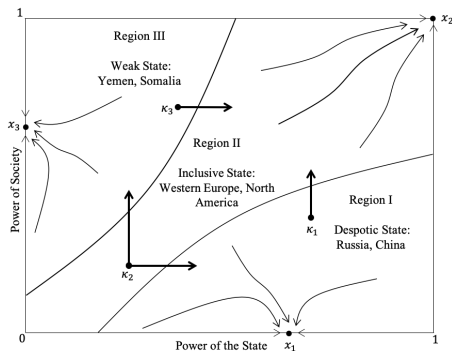 1
x₂
Region III
Weak State:
Yemen, Somalia
κ₃
x₃
Region II
Inclusive State:
Western Europe, North
America
Region I
κ₁
Despotic State:
Russia, China
κ₂
Power of Society
0
Power of the State
x₁
1